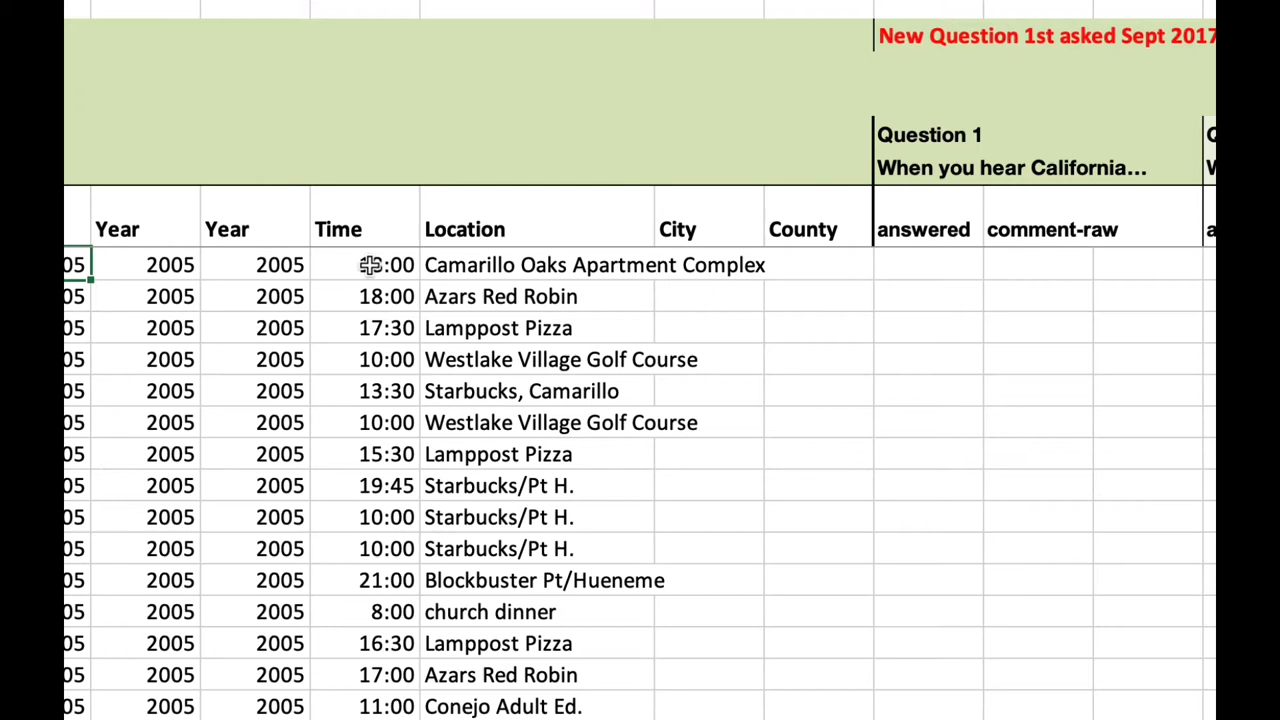 New Question 1st asked Sept 2017
Question 1
When you hear California...
Year Year Time Location City County answered comment-raw a
05 2005 2005 :00 Camarillo Oaks Apartment Complex
05 2005 2005 18:00 Azars Red Robin
05 2005 2005 17:30 Lamppost Pizza
05 2005 2005 10:00 Westlake Village Golf Course
05 2005 2005 13:30 Starbucks, Camarillo
05 2005 2005 10:00 Westlake Village Golf Course
05 2005 2005 15:30 Lamppost Pizza
05 2005 2005 19:45 Starbucks/Pt H.
05 2005 2005 10:00 Starbucks/Pt H.
05 2005 2005 10:00 Starbucks/Pt H.
05 2005 2005 21:00 Blockbuster Pt/Hueneme
05 2005 2005 8:00 church dinner
05 2005 2005 16:30 Lamppost Pizza
05 2005 2005 17:00 Azars Red Robin
05 2005 2005 11:00 Conejo Adult Ed.